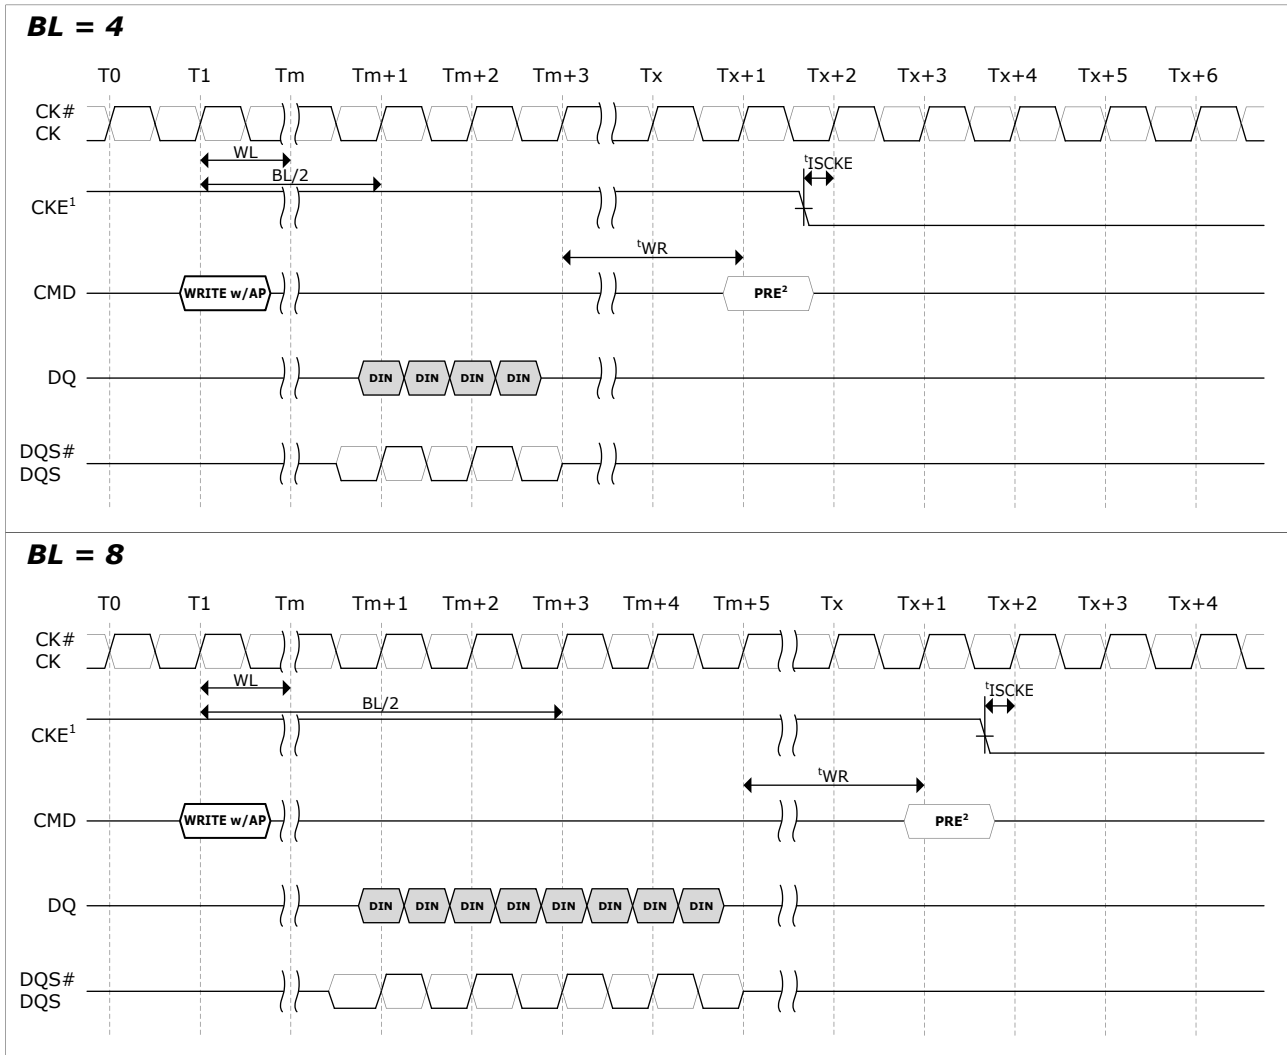 BL = 4
T0 T1 Tm Tm+1 Tm+2 Tm+3 Tx Tx+1 Tx+2 Tx+3 Tx+4 Tx+5 Tx+6
CK#
CK
WL
tISCKE
BL/2
CKE1
tWR
CMD WRITE w/AP PRE2
DQ DIN DIN DIN DIN
DQS#
DQS
BL = 8
T0 T1 Tm Tm+1 Tm+2 Tm+3 Tm+4 Tm+5 Tx Tx+1 Tx+2 Tx+3 Tx+4
CK#
CK
WL
tISCKE
BL/2
CKE1
tWR
CMD WRITE w/AP PRE2
DQ DIN DIN DIN DIN DIN DIN DIN DIN
DQS#
DQS